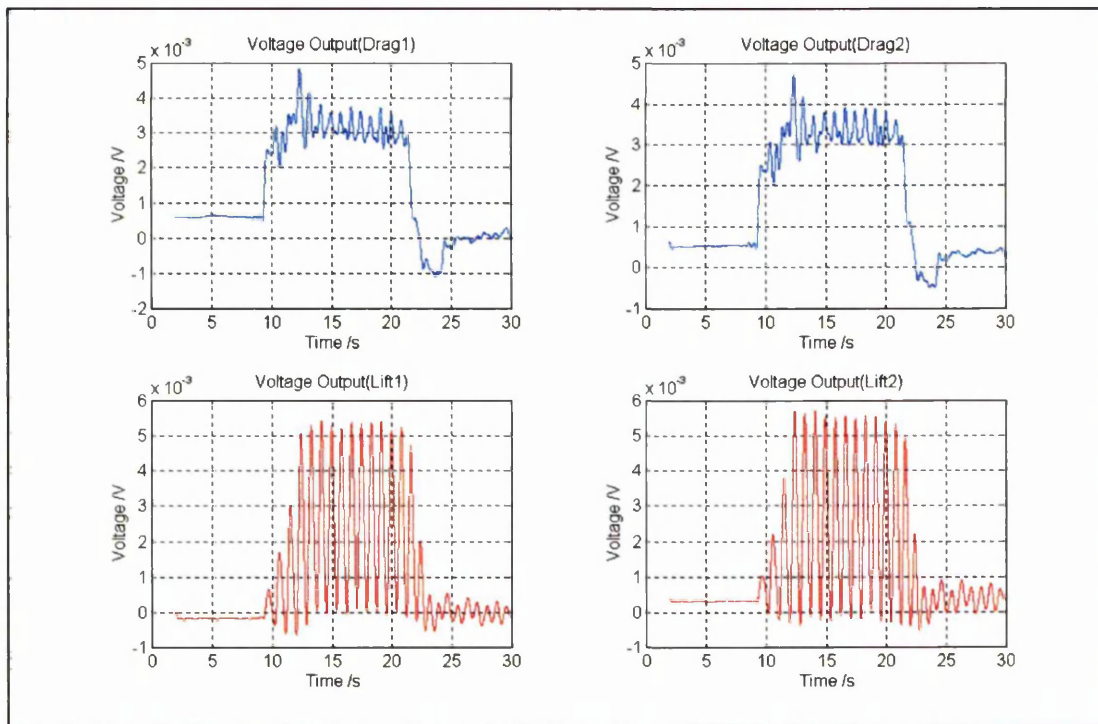 Voltage Output(Drag1)
x 10⁻³
5
4
3
2
1
0
-1
-2
Voltage /V
0 5 10 15 20 25 30
Time /s
Voltage Output(Drag2)
x 10⁻³
5
4
3
2
1
0
-1
Voltage /V
0 5 10 15 20 25 30
Time /s
Voltage Output(Lift1)
x 10⁻³
6
5
4
3
2
1
0
-1
Voltage /V
0 5 10 15 20 25 30
Time /s
Voltage Output(Lift2)
x 10⁻³
6
5
4
3
2
1
0
-1
Voltage /V
0 5 10 15 20 25 30
Time /s